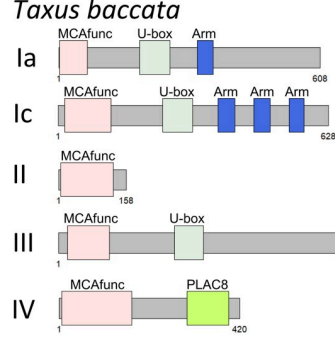 Taxus baccata
MCAfunc U-box Arm
Ia
1 608
MCAfunc U-box Arm Arm Arm
Ic
1 628
MCAfunc
II
1 158
MCAfunc U-box
III
1
MCAfunc PLAC8
IV
1 420